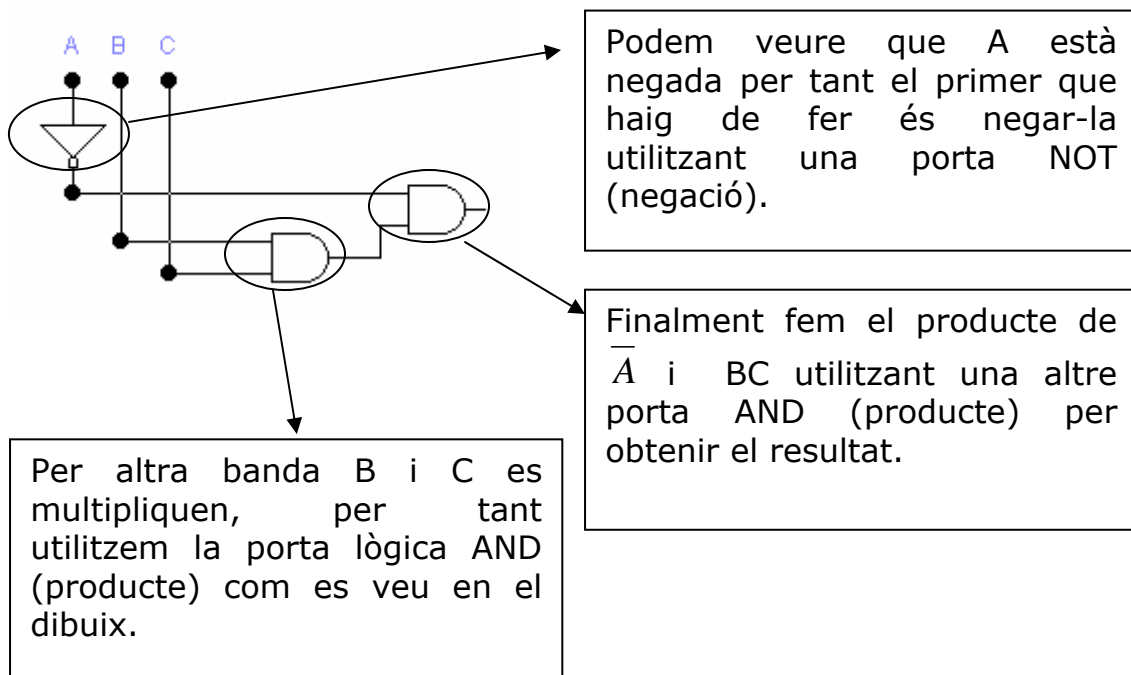 A B C
Podem veure que A està
negada per tant el primer que
haig de fer és negar-la
utilitzant una porta NOT
(negació).
Finalment fem el producte de
A̅ i BC utilitzant una altre
porta AND (producte) per
obtenir el resultat.
Per altra banda B i C es
multipliquen, per tant
utilitzem la porta lògica AND
(producte) com es veu en el
dibuix.